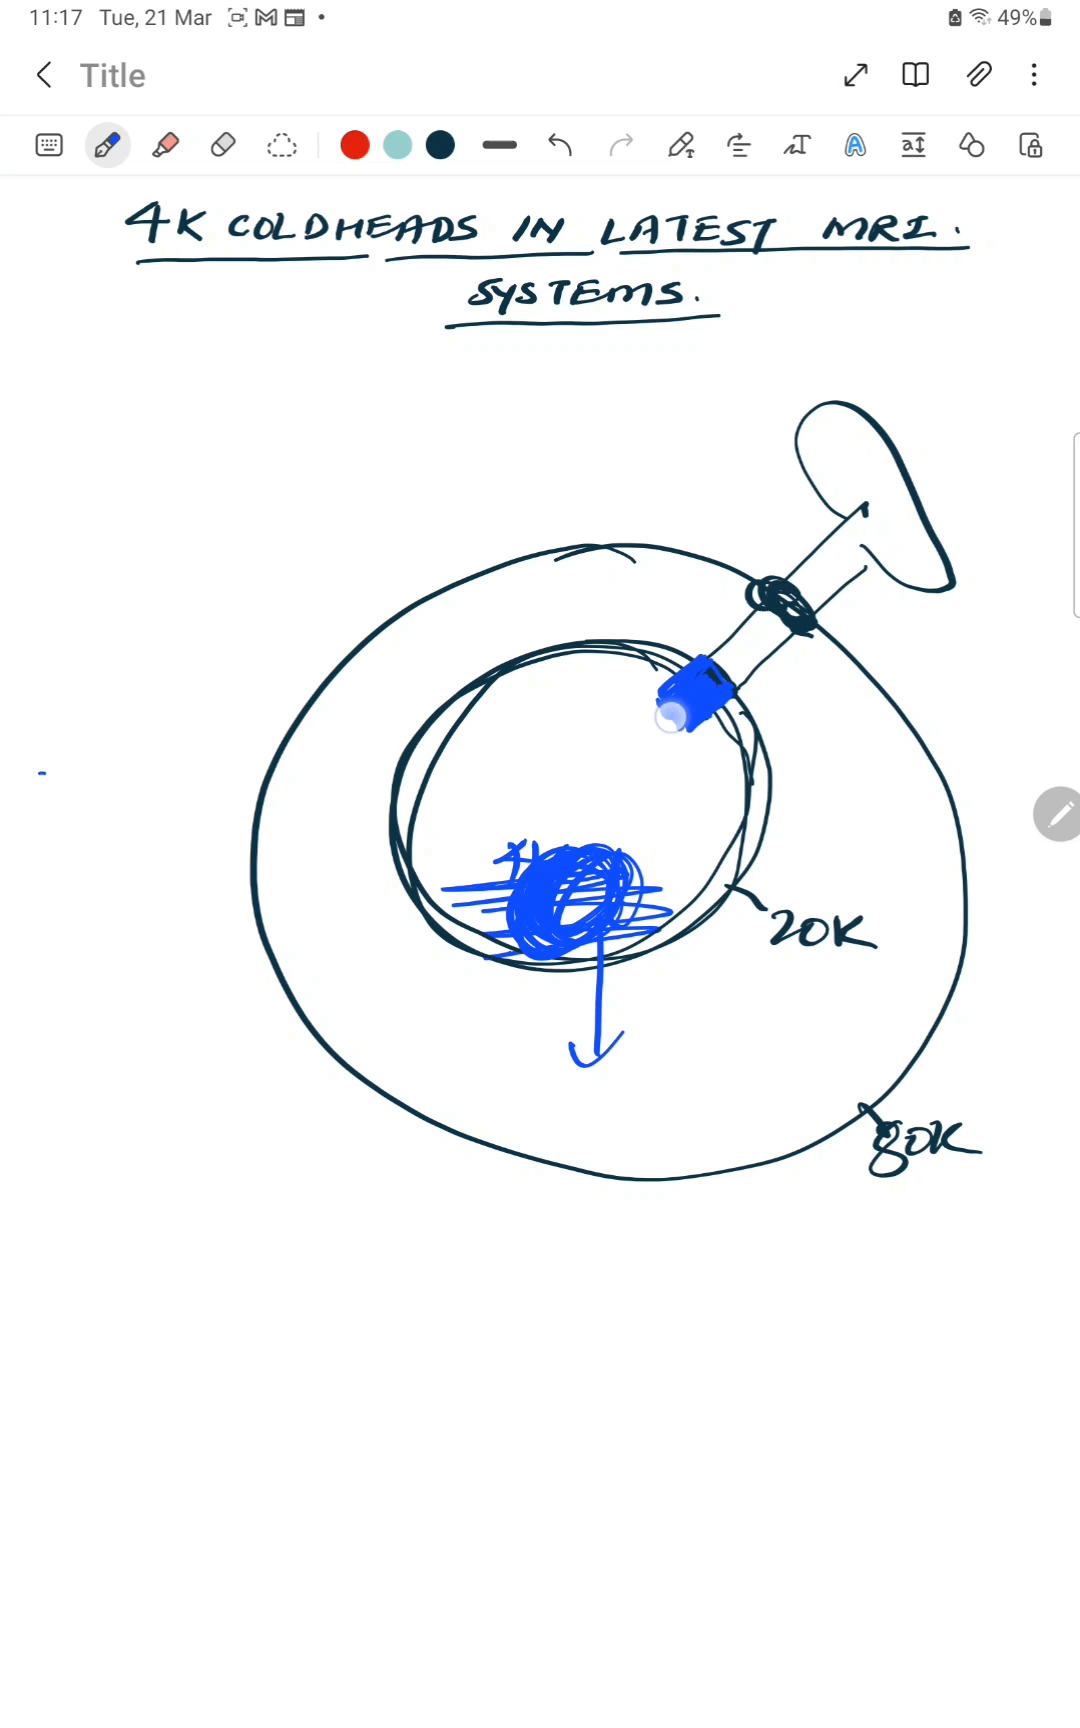 11:17 Tue, 21 Mar
49%
Title
4K COLDHEADS IN LATEST MRI.
SYSTEMS.
20K
80K